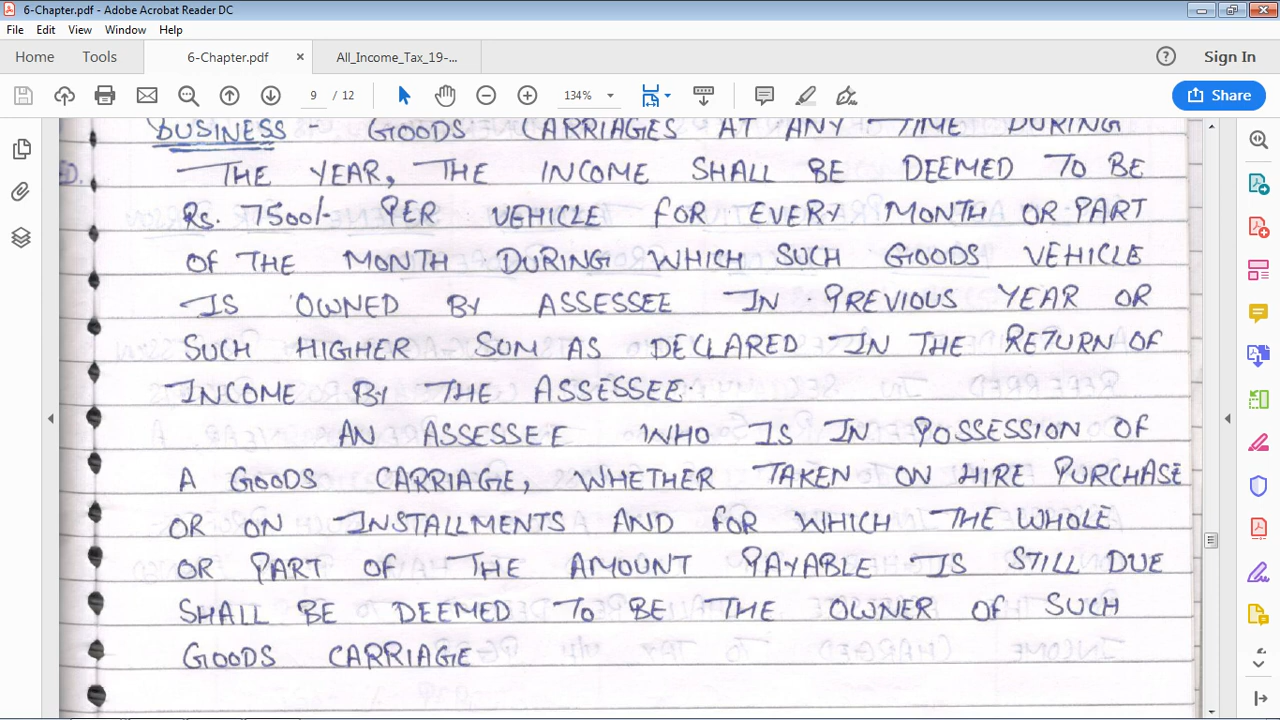 6-Chapter.pdf - Adobe Acrobat Reader DC
File Edit View Window Help
Home Tools 6-Chapter.pdf × All_Income_Tax_19-... Sign In
9 / 12 134% Share
BUSINESS - GOODS CARRIAGES AT ANY TIME DURING
THE YEAR, THE INCOME SHALL BE DEEMED TO BE
Rs. 7500/- PER VEHICLE FOR EVERY MONTH OR PART
OF THE MONTH DURING WHICH SUCH GOODS VEHICLE
IS OWNED BY ASSESSEE IN PREVIOUS YEAR OR
SUCH HIGHER SOM AS DECLARED IN THE RETURN OF
INCOME BY THE ASSESSEE.
AN ASSESSEE WHO IS IN POSSESSION OF
A GOODS CARRIAGE, WHETHER TAKEN ON HIRE PURCHASE
OR ON INSTALLMENTS AND FOR WHICH THE WHOLE
OR PART OF THE AMOUNT PAYABLE IS STILL DUE
SHALL BE DEEMED TO BE THE OWNER OF SUCH
GOODS CARRIAGE